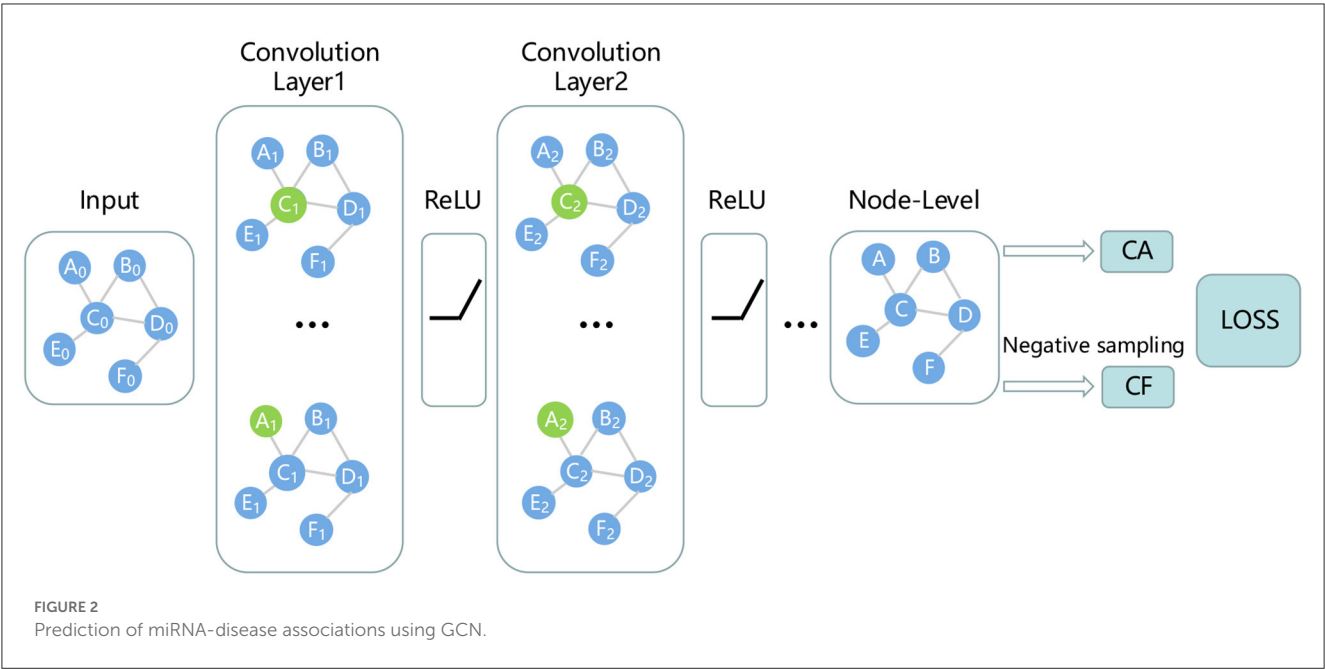 Convolution
Layer1
Convolution
Layer2
Input
ReLU
ReLU
Node-Level
A₀ B₀
C₀ D₀
E₀
F₀
A₁ B₁
C₁ D₁
E₁
F₁
...
A₁ B₁
C₁ D₁
E₁
F₁
A₂ B₂
C₂ D₂
E₂
F₂
...
A₂ B₂
C₂ D₂
E₂
F₂
...
A B
C D
E
F
CA
Negative sampling
CF
LOSS
FIGURE 2
Prediction of miRNA-disease associations using GCN.